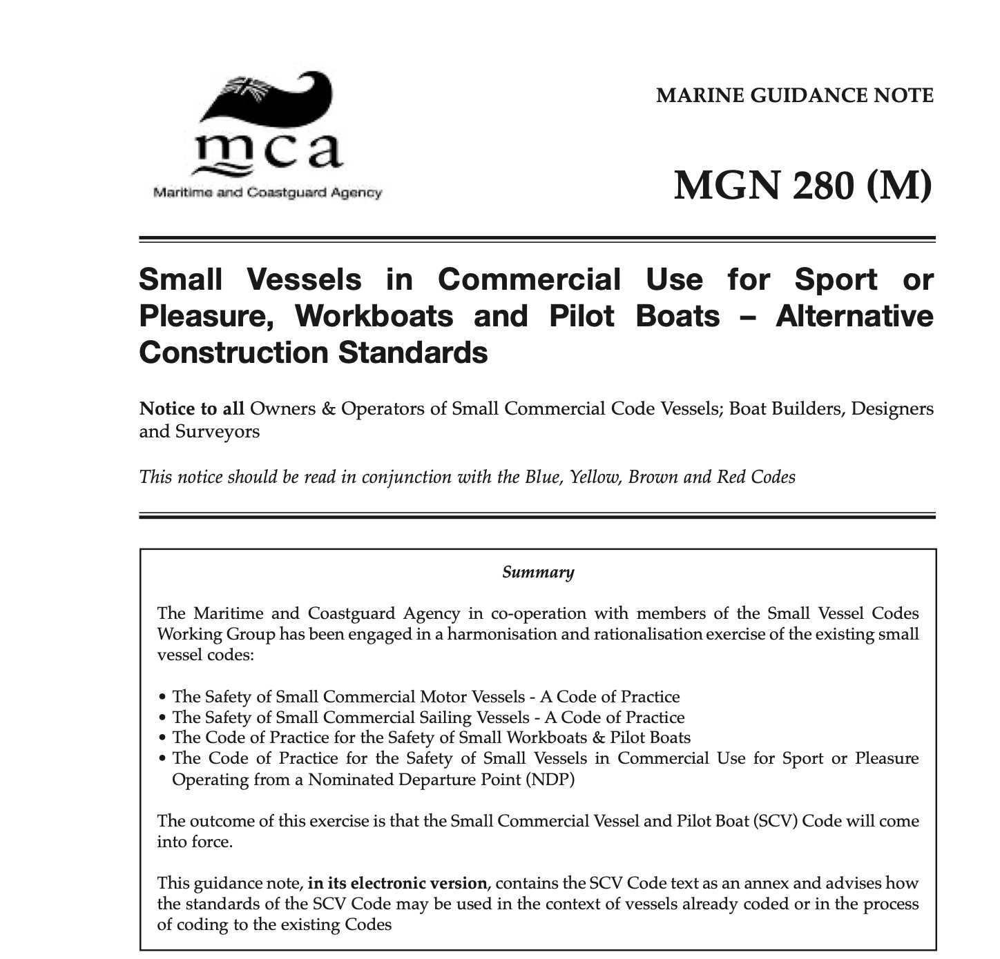 mca
Maritime and Coastguard Agency
MARINE GUIDANCE NOTE
MGN 280 (M)
Small Vessels in Commercial Use for Sport or
Pleasure, Workboats and Pilot Boats – Alternative
Construction Standards
Notice to all Owners & Operators of Small Commercial Code Vessels; Boat Builders, Designers
and Surveyors
This notice should be read in conjunction with the Blue, Yellow, Brown and Red Codes
Summary
The Maritime and Coastguard Agency in co-operation with members of the Small Vessel Codes
Working Group has been engaged in a harmonisation and rationalisation exercise of the existing small
vessel codes:
• The Safety of Small Commercial Motor Vessels - A Code of Practice
• The Safety of Small Commercial Sailing Vessels - A Code of Practice
• The Code of Practice for the Safety of Small Workboats & Pilot Boats
• The Code of Practice for the Safety of Small Vessels in Commercial Use for Sport or Pleasure
Operating from a Nominated Departure Point (NDP)
The outcome of this exercise is that the Small Commercial Vessel and Pilot Boat (SCV) Code will come
into force.
This guidance note, in its electronic version, contains the SCV Code text as an annex and advises how
the standards of the SCV Code may be used in the context of vessels already coded or in the process
of coding to the existing Codes